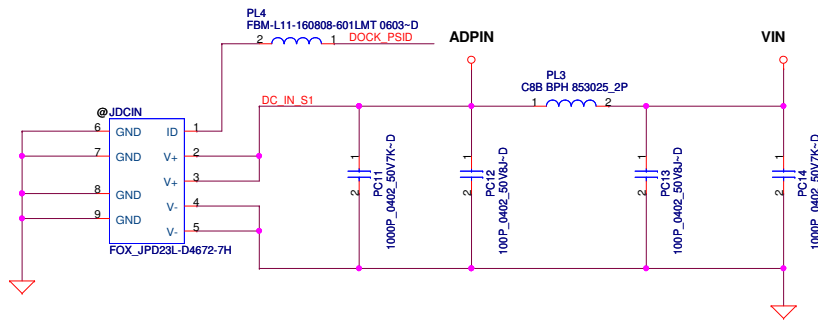 PL4
FBM-L11-160808-601LMT 0603~D
2 1 DOCK_PSID
ADPIN
VIN
PL3
C8B BPH 853025_2P
DC_IN_S1
1 2
@JDCIN
6 GND ID 1
7 GND V+ 2
V+ 3
8 GND V- 4
9 GND V- 5
FOX_JPD23L-D4672-7H
1
2
PC11
1000P_0402_50V7K~D
1
2
PC12
100P_0402_50V8J~D
1
2
PC13
100P_0402_50V8J~D
1
2
PC14
1000P_0402_50V7K~D